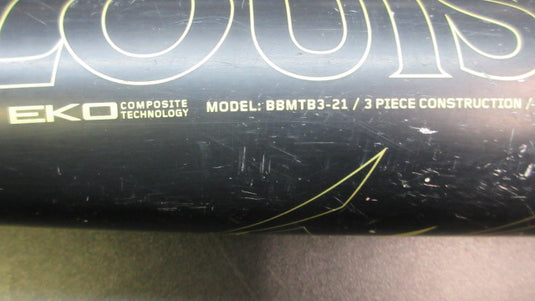 LOUIS
EKO COMPOSITE TECHNOLOGY MODEL: BBMTB3-21 / 3 PIECE CONSTRUCTION /